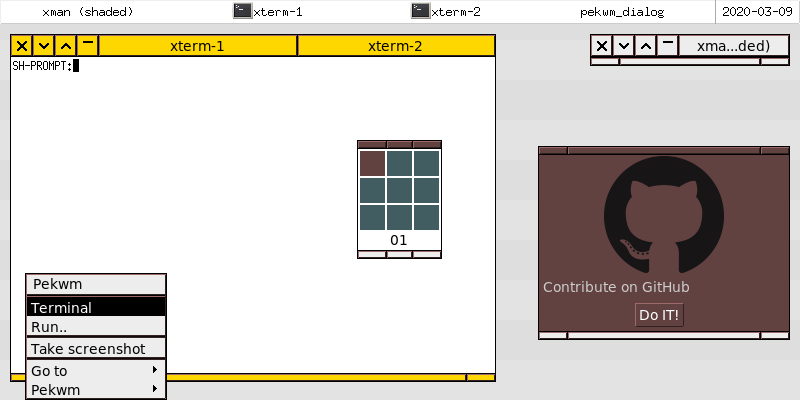 xman (shaded) xterm-1 xterm-2 pekwm_dialog 2020-03-09
xterm-1 xterm-2
xma...ded)
SH-PROMPT:
01
Pekwm
Terminal
Run..
Take screenshot
Go to
Pekwm
Contribute on GitHub
Do IT!